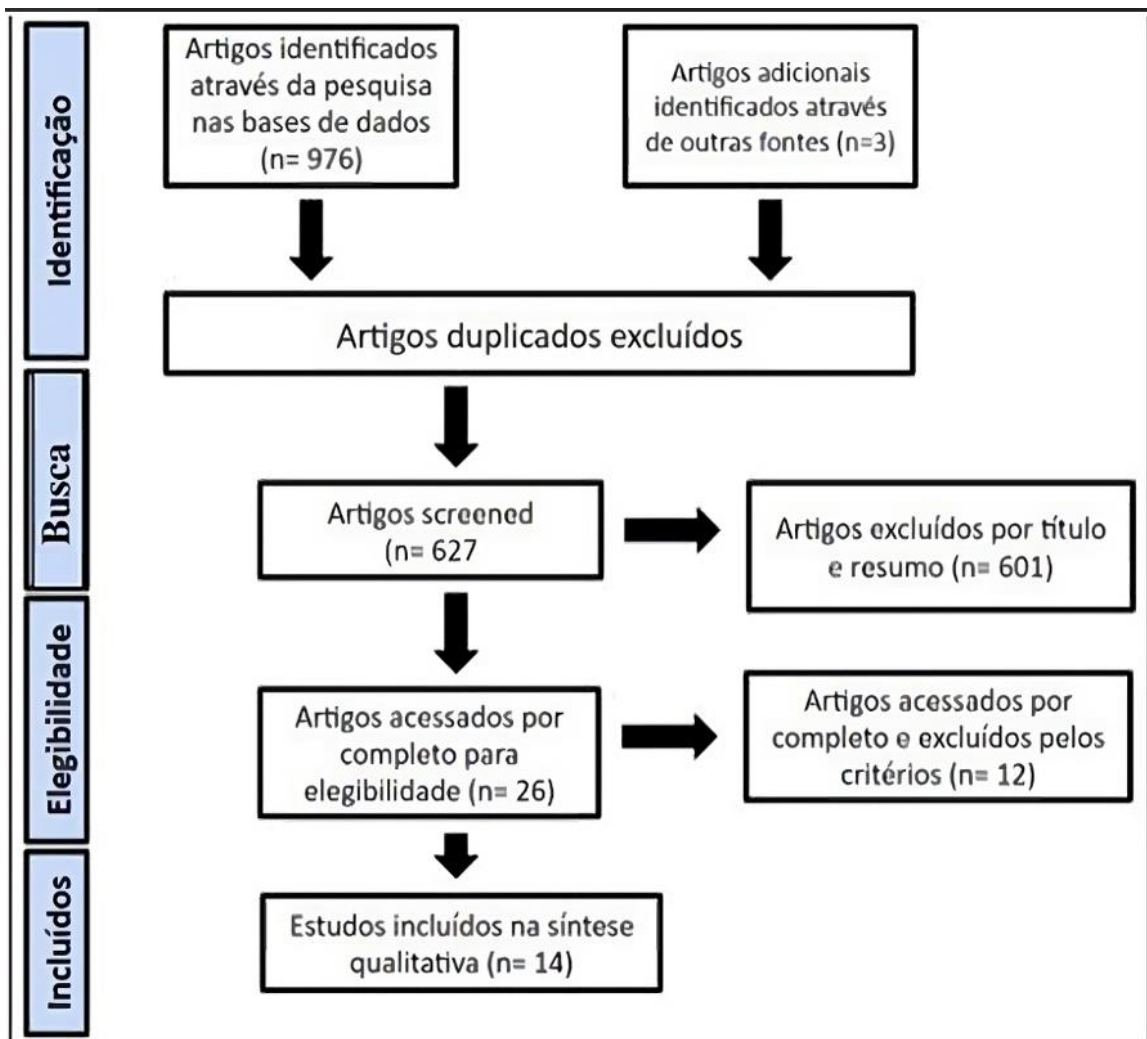 Identificação
Artigos identificados
através da pesquisa
nas bases de dados
(n= 976)
Artigos adicionais
identificados através
de outras fontes (n=3)
Artigos duplicados excluídos
Busca
Artigos screened
(n= 627
Artigos excluídos por título
e resumo (n= 601)
Elegibilidade
Artigos acessados por
completo para
elegibilidade (n= 26)
Artigos acessados por
completo e excluídos pelos
critérios (n= 12)
Incluídos
Estudos incluídos na síntese
qualitativa (n= 14)